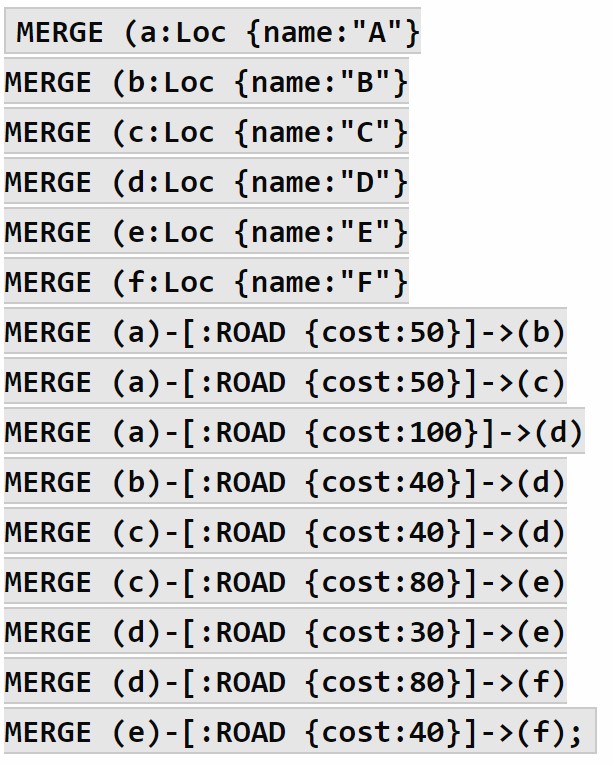 MERGE (a:Loc {name:"A"}
MERGE (b:Loc {name:"B"}
MERGE (c:Loc {name:"C"}
MERGE (d:Loc {name:"D"}
MERGE (e:Loc {name:"E"}
MERGE (f:Loc {name:"F"}
MERGE (a)-[:ROAD {cost:50}]->(b)
MERGE (a)-[:ROAD {cost:50}]->(c)
MERGE (a)-[:ROAD {cost:100}]->(d)
MERGE (b)-[:ROAD {cost:40}]->(d)
MERGE (c)-[:ROAD {cost:40}]->(d)
MERGE (c)-[:ROAD {cost:80}]->(e)
MERGE (d)-[:ROAD {cost:30}]->(e)
MERGE (d)-[:ROAD {cost:80}]->(f)
MERGE (e)-[:ROAD {cost:40}]->(f);